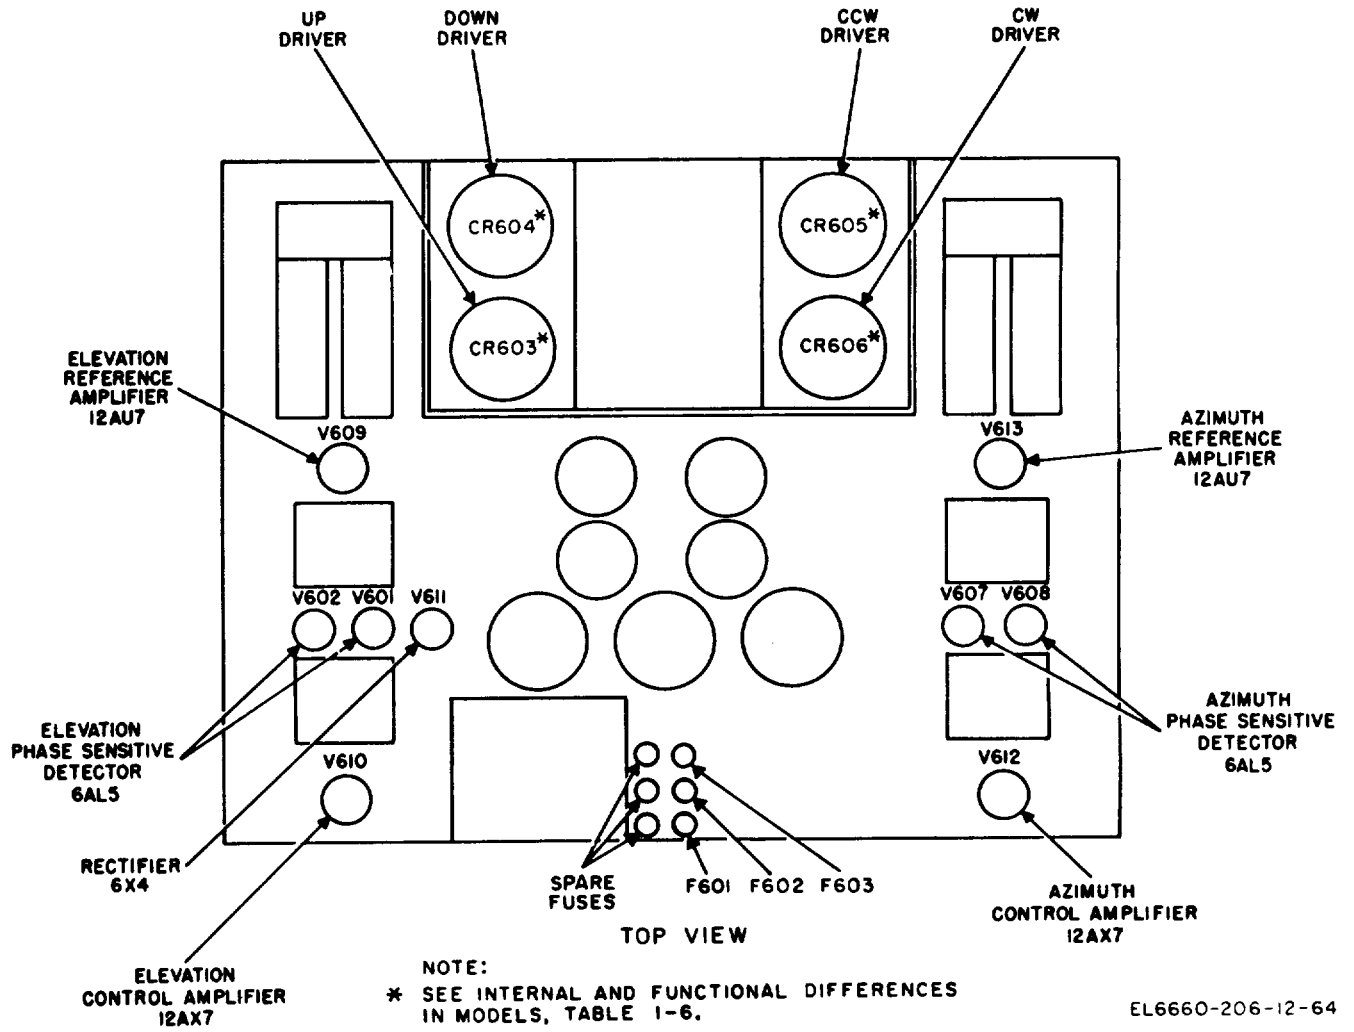 UP
DRIVER
DOWN
DRIVER
CCW
DRIVER
CW
DRIVER
CR604*
CR605*
CR603*
CR606*
ELEVATION
REFERENCE
AMPLIFIER
12AU7
V609
V613
AZIMUTH
REFERENCE
AMPLIFIER
12AU7
V602
V601
V611
V607
V608
ELEVATION
PHASE SENSITIVE
DETECTOR
6AL5
AZIMUTH
PHASE SENSITIVE
DETECTOR
6AL5
V610
V612
RECTIFIER
6X4
SPARE
FUSES
F601
F602
F603
AZIMUTH
CONTROL AMPLIFIER
12AX7
TOP VIEW
ELEVATION
CONTROL AMPLIFIER
12AX7
NOTE:
* SEE INTERNAL AND FUNCTIONAL DIFFERENCES
IN MODELS, TABLE 1-6.
EL6660-206-12-64